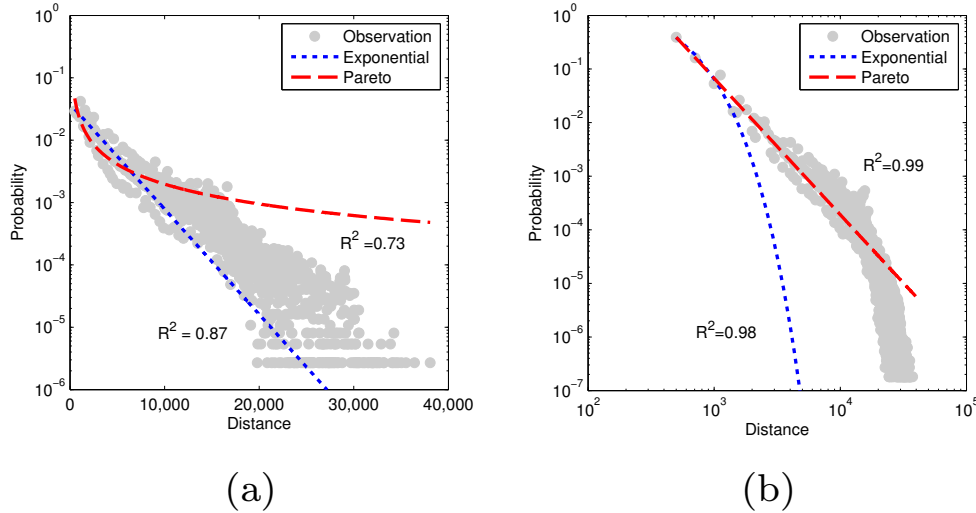 Observation
Exponential
Pareto
10^0
10^-1
10^-2
10^-3
10^-4
10^-5
10^-6
Probability
R^2 =0.73
R^2 = 0.87
0 10,000 20,000 30,000 40,000
Distance
(a)
Observation
Exponential
Pareto
10^0
10^-1
10^-2
10^-3
10^-4
10^-5
10^-6
10^-7
Probability
R^2=0.99
R^2=0.98
10^2 10^3 10^4 10^5
Distance
(b)